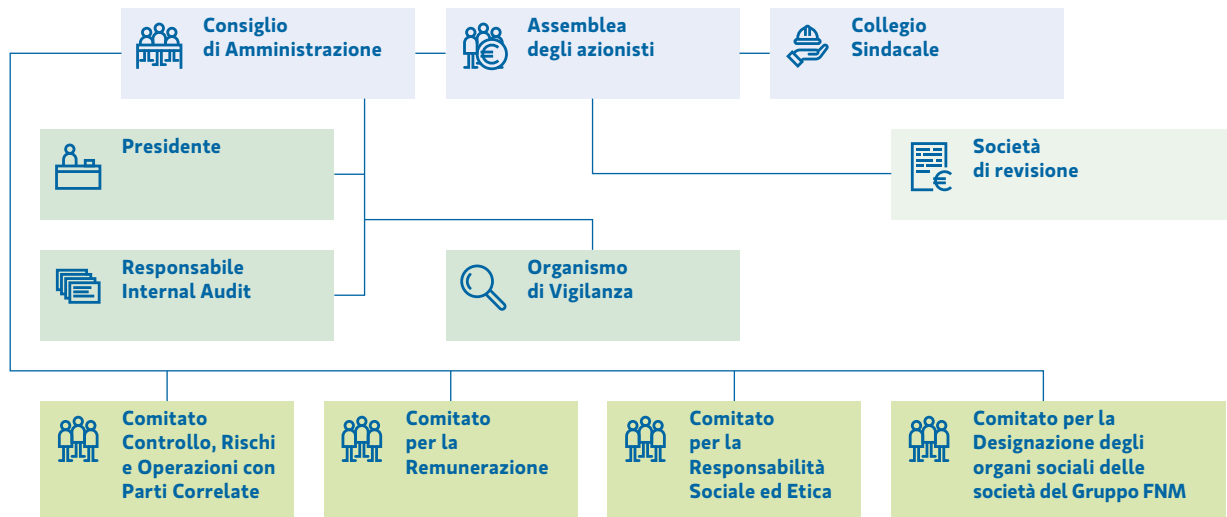 Consiglio
di Amministrazione
Assemblea
degli azionisti
Collegio
Sindacale
Presidente
Società
di revisione
Responsabile
Internal Audit
Organismo
di Vigilanza
Comitato
Controllo, Rischi
e Operazioni con
Parti Correlate
Comitato
per la
Remunerazione
Comitato
per la
Responsabilità
Sociale ed Etica
Comitato per la
Designazione degli
organi sociali delle
società del Gruppo FNM